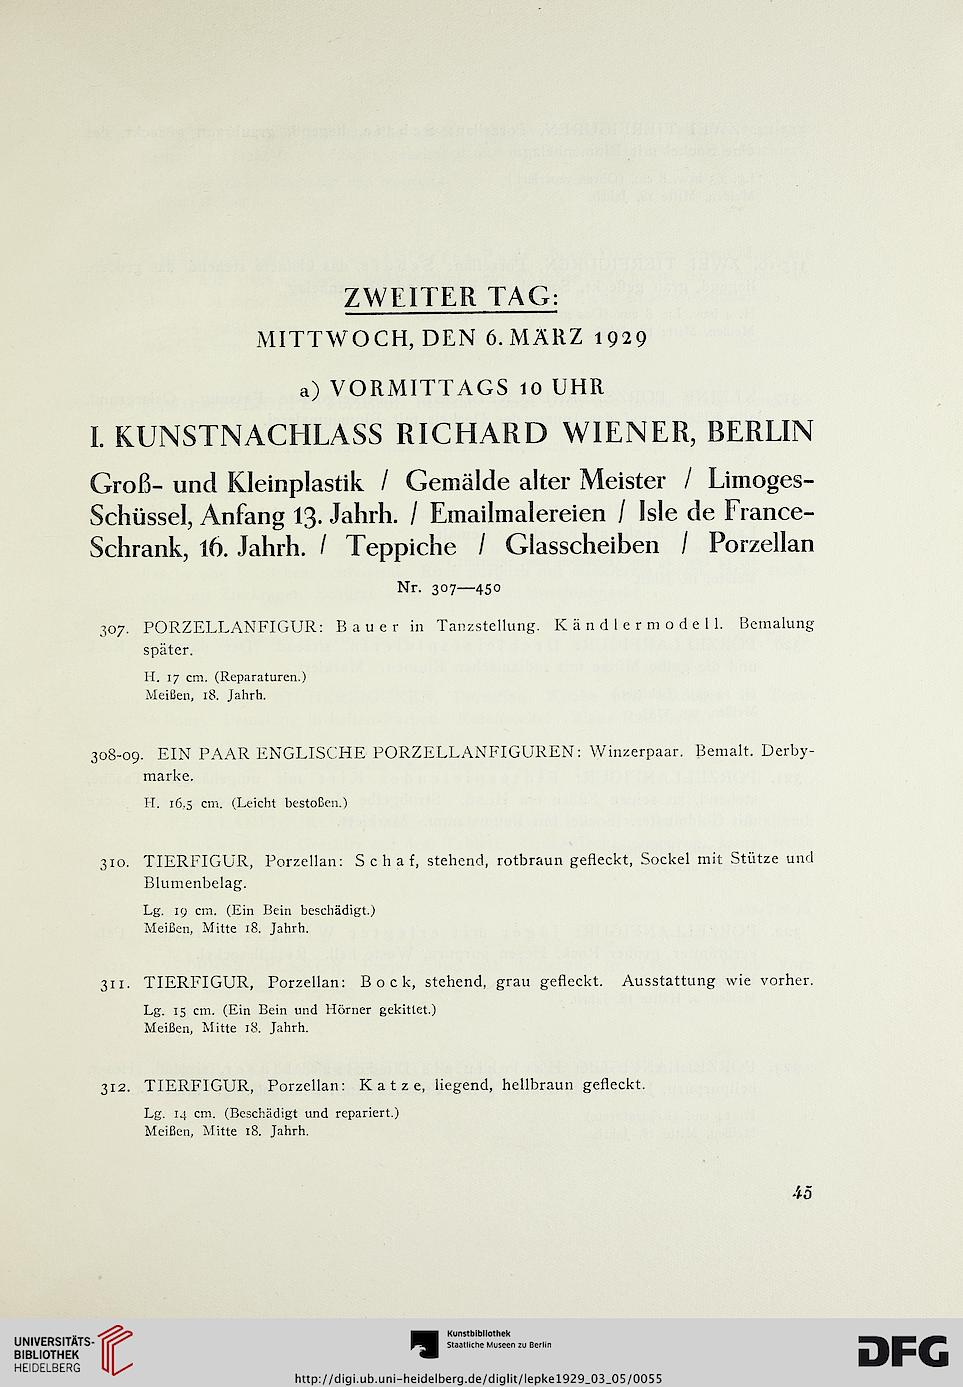 ZWEITER TAG:
MITTWOCH, DEN 6. MÄRZ 1929
a) VORMITTAGS 10 UHR
I. KUNSTNACHLASS RICHARD WIENER, BERLIN
Groß- und Kleinplastik / Gemälde alter Meister / Limoges-
Schüssel, Anfang 13. Jahrh. / Emailmalereien / Isle de France-
Schrank, 16. Jahrh. / Teppiche / Glasscheiben / Porzellan
Nr. 307—450
307. PORZELLANFIGUR: Bauer in Tanzstellung. Kändlermodell. Bemalung
später.
H. 17 cm. (Reparaturen.)
Meißen, 18. Jahrh.
308-09. EIN PAAR ENGLISCHE PORZELLANFIGUREN: Winzerpaar. Bemalt. Derby-
marke.
H. 16,5 cm. (Leicht bestoßen.)
310. TIERFIGUR, Porzellan: Schaf, stehend, rotbraun gefleckt, Sockel mit Stütze und
Blumenbelag.
Lg. 19 cm. (Ein Bein beschädigt.)
Meißen, Mitte 18. Jahrh.
311. TIERFIGUR, Porzellan: Bock, stehend, grau gefleckt. Ausstattung wie vorher.
Lg. 15 cm. (Ein Bein und Hörner gekittet.)
Meißen, Mitte 18. Jahrh.
312. TIERFIGUR, Porzellan: Katze, liegend, hellbraun gefleckt.
Lg. 14 cm. (Beschädigt und repariert.)
Meißen, Mitte 18. Jahrh.
45
UNIVERSITÄTS-
BIBLIOTHEK
HEIDELBERG
Kunstbibliothek
Staatliche Museen zu Berlin
DFG
http://digi.ub.uni-heidelberg.de/diglit/lepke1929_03_05/0055